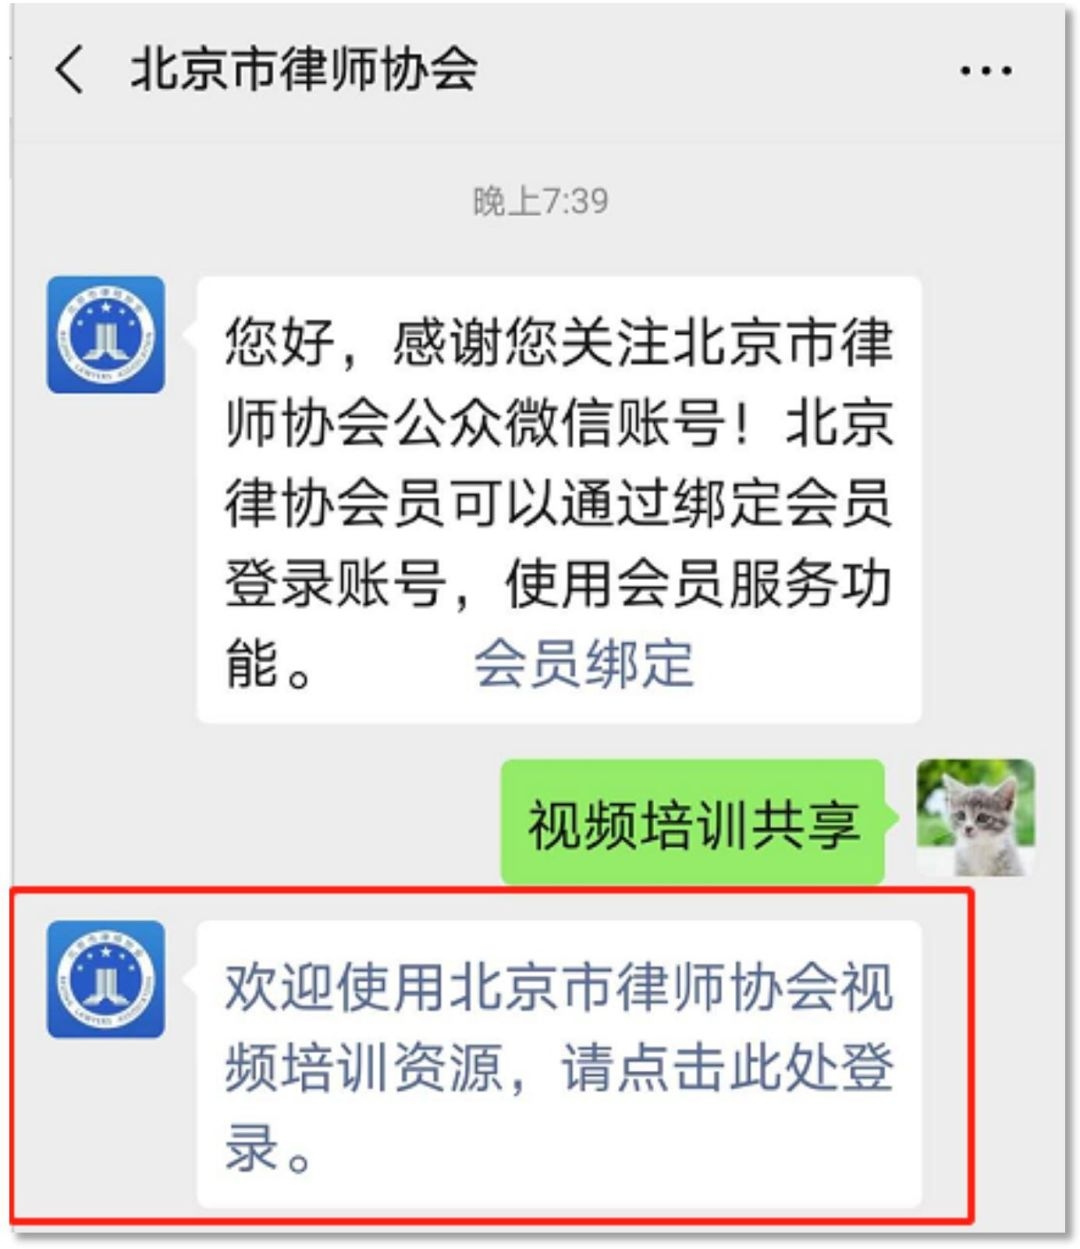 北京市律师协会
晚上7:39
您好，感谢您关注北京市律
师协会公众微信账号！北京
律协会员可以通过绑定会员
登录账号，使用会员服务功
能。 会员绑定
视频培训共享
欢迎使用北京市律师协会视
频培训资源，请点击此处登
录。